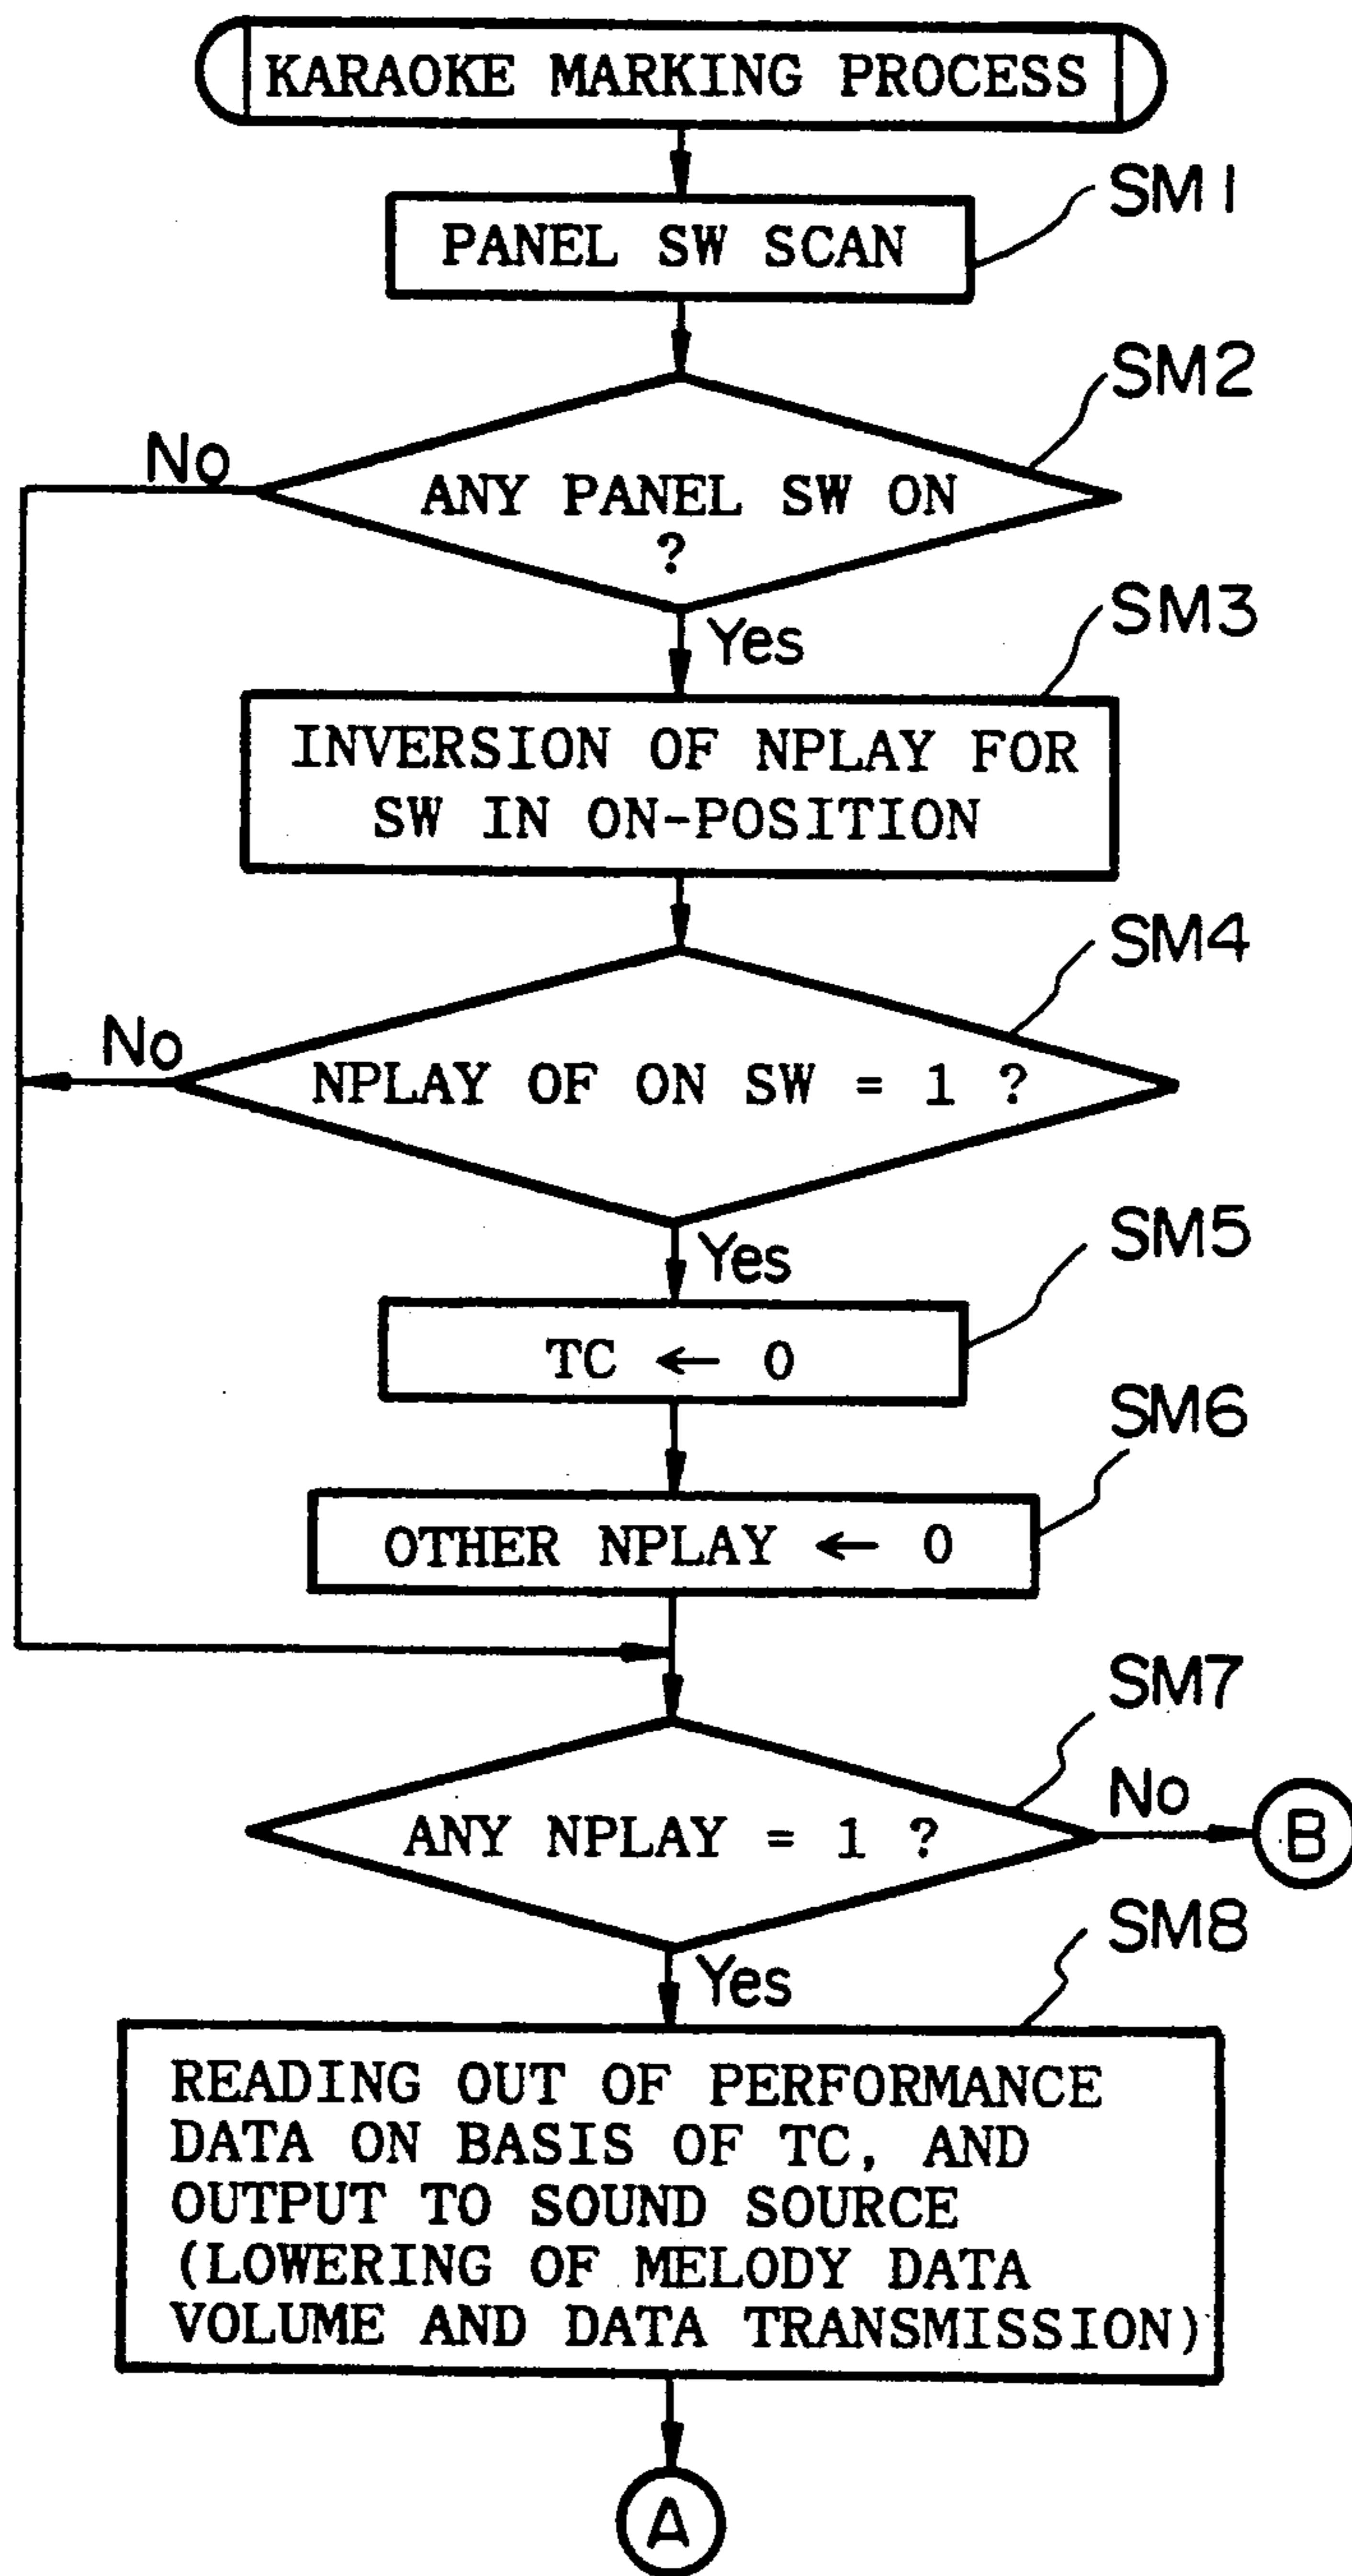 KARAOKE MARKING PROCESS
SM1
PANEL SW SCAN
SM2
No
ANY PANEL SW ON
?
SM3
Yes
INVERSION OF NPLAY FOR
SW IN ON-POSITION
SM4
No
NPLAY OF ON SW = 1 ?
SM5
Yes
TC ← 0
SM6
OTHER NPLAY ← 0
SM7
No
ANY NPLAY = 1 ?
B
SM8
Yes
READING OUT OF PERFORMANCE
DATA ON BASIS OF TC, AND
OUTPUT TO SOUND SOURCE
(LOWERING OF MELODY DATA
VOLUME AND DATA TRANSMISSION)
A